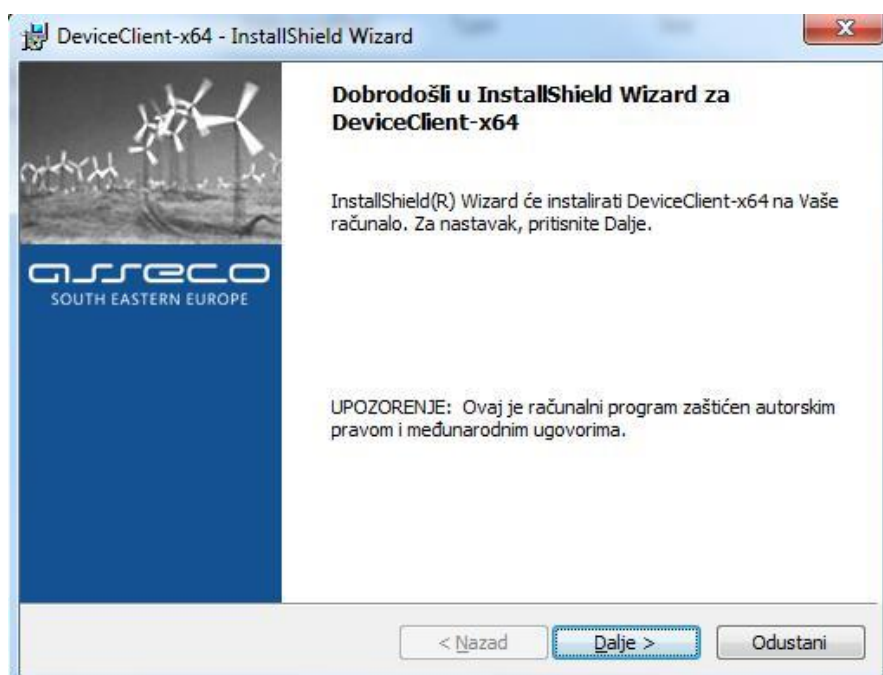 DeviceClient-x64 - InstallShield Wizard
X
Dobrodošli u InstallShield Wizard za
DeviceClient-x64
InstallShield(R) Wizard će instalirati DeviceClient-x64 na Vaše
računalo. Za nastavak, pritisnite Dalje.
asseco
SOUTH EASTERN EUROPE
UPOZORENJE: Ovaj je računalni program zaštićen autorskim
pravom i međunarodnim ugovorima.
< Nazad
Dalje >
Odustani